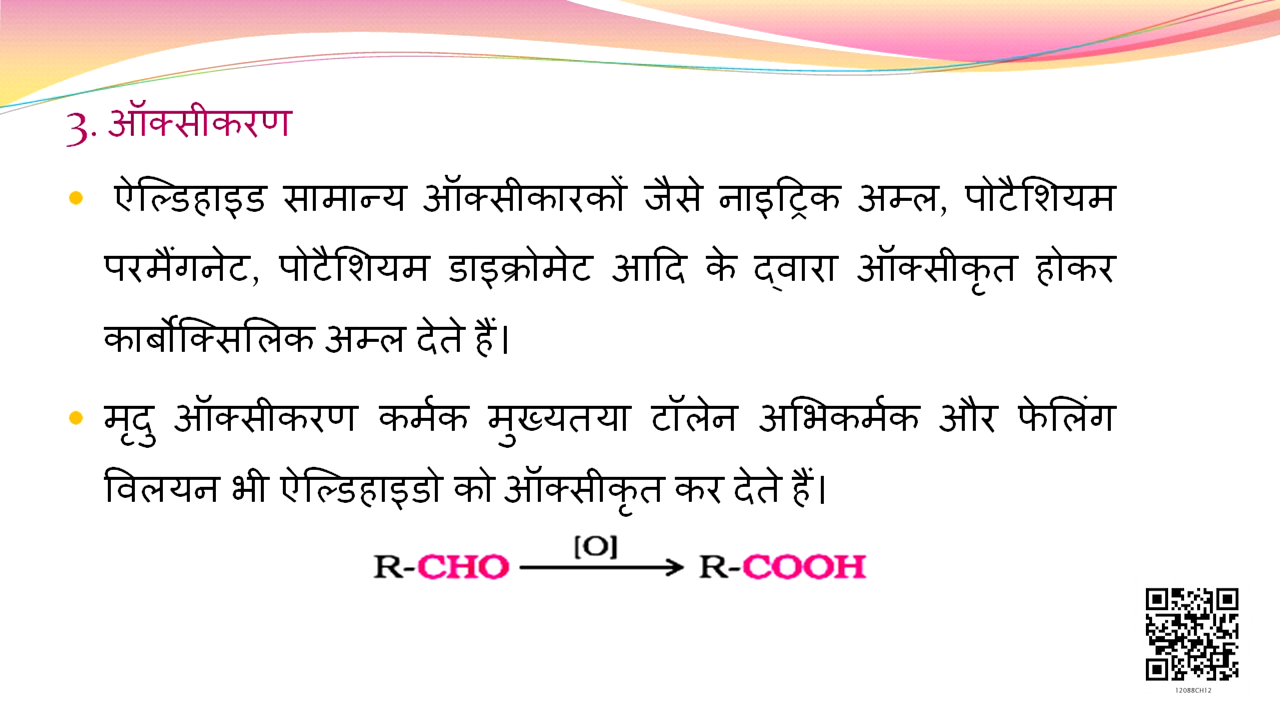 3. ऑक्सीकरण
• ऐल्डिहाइड सामान्य ऑक्सीकारकों जैसे नाइट्रिक अम्ल, पोटैशियम
परमैंगनेट, पोटैशियम डाइक्रोमेट आदि के द्वारा ऑक्सीकृत होकर
कार्बोक्सिलिक अम्ल देते हैं।
• मृदु ऑक्सीकरण कर्मक मुख्यतया टॉलेन अभिकर्मक और फेलिंग
विलयन भी ऐल्डिहाइडो को ऑक्सीकृत कर देते हैं।
[O]
R-CHO ⟶ R-COOH
12088CH12